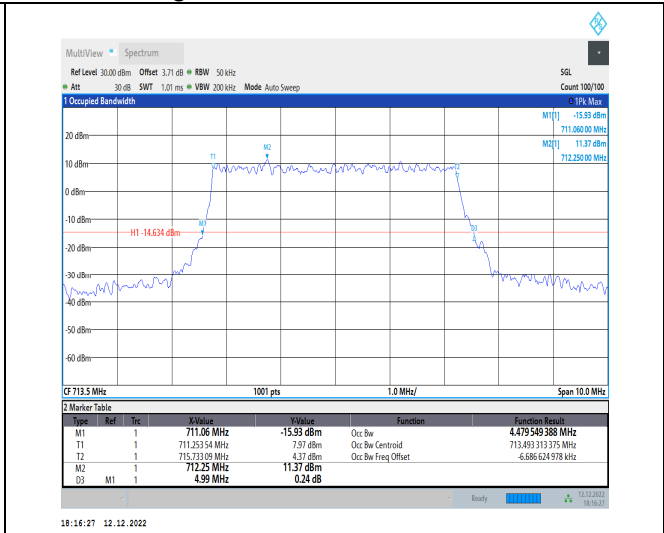 MultiView Spectrum
Ref Level 30.00 dBm Offset 3.71 dB RBW 50 kHz SGL
Att 30 dB SWT 1.01 ms VBW 200 kHz Mode Auto Sweep Count 100/100
1 Occupied Bandwidth 1Pk Max
M1[1] -15.93 dBm
711.060 00 MHz
M2[1] 11.37 dBm
712.250 00 MHz
20 dBm
M2
T1
10 dBm
T2
0 dBm
-10 dBm
M1
D3
H1 -14.634 dBm
-20 dBm
-30 dBm
-40 dBm
-50 dBm
-60 dBm
CF 713.5 MHz 1001 pts 1.0 MHz/ Span 10.0 MHz
2 Marker Table
Type Ref Trc X-Value Y-Value Function Function Result
M1 1 711.06 MHz -15.93 dBm Occ Bw 4.479 549 388 MHz
T1 1 711.253 54 MHz 7.97 dBm Occ Bw Centroid 713.493 313 375 MHz
T2 1 715.733 09 MHz 4.37 dBm Occ Bw Freq Offset -6.686 624 978 kHz
M2 1 712.25 MHz 11.37 dBm
D3 M1 1 4.99 MHz 0.24 dB
Ready 12.12.2022
18:16:27
18:16:27 12.12.2022